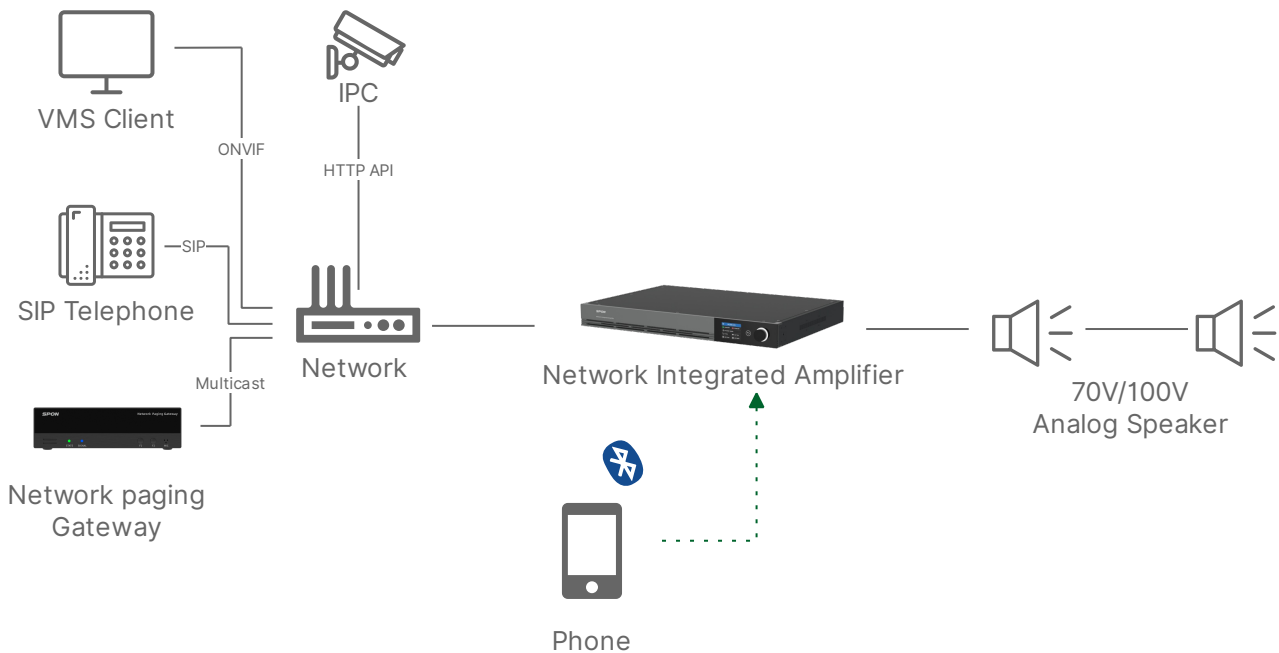 IPC
VMS Client
ONVIF
HTTP API
SIP
SIP Telephone
Network
Multicast
SPON
Network Paging Gateway
Network paging
Gateway
SPON
Network Integrated Amplifier
70V/100V
Analog Speaker
Phone